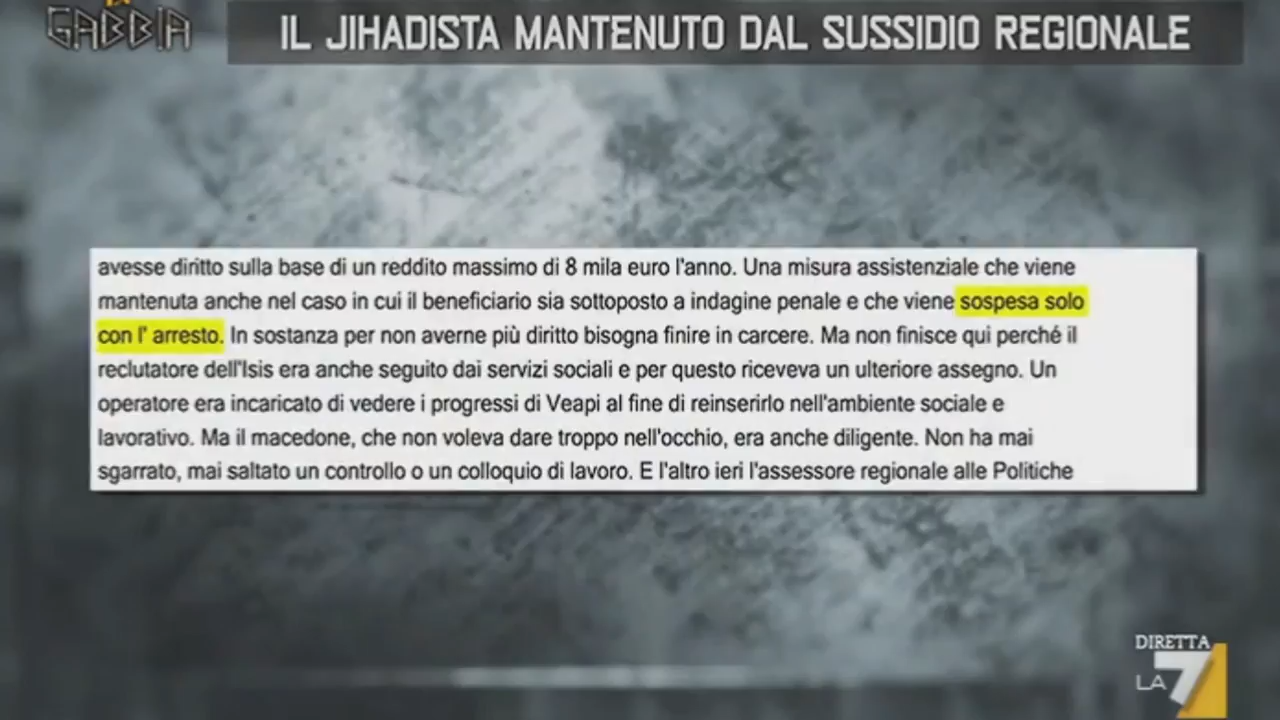 LA
GABBIA
IL JIHADISTA MANTENUTO DAL SUSSIDIO REGIONALE
avesse diritto sulla base di un reddito massimo di 8 mila euro l'anno. Una misura assistenziale che viene
mantenuta anche nel caso in cui il beneficiario sia sottoposto a indagine penale e che viene sospesa solo
con l' arresto. In sostanza per non averne più diritto bisogna finire in carcere. Ma non finisce qui perché il
reclutatore dell'Isis era anche seguito dai servizi sociali e per questo riceveva un ulteriore assegno. Un
operatore era incaricato di vedere i progressi di Veapi al fine di reinserirlo nell'ambiente sociale e
lavorativo. Ma il macedone, che non voleva dare troppo nell'occhio, era anche diligente. Non ha mai
sgarrato, mai saltato un controllo o un colloquio di lavoro. E l'altro ieri l'assessore regionale alle Politiche
DIRETTA
LA7